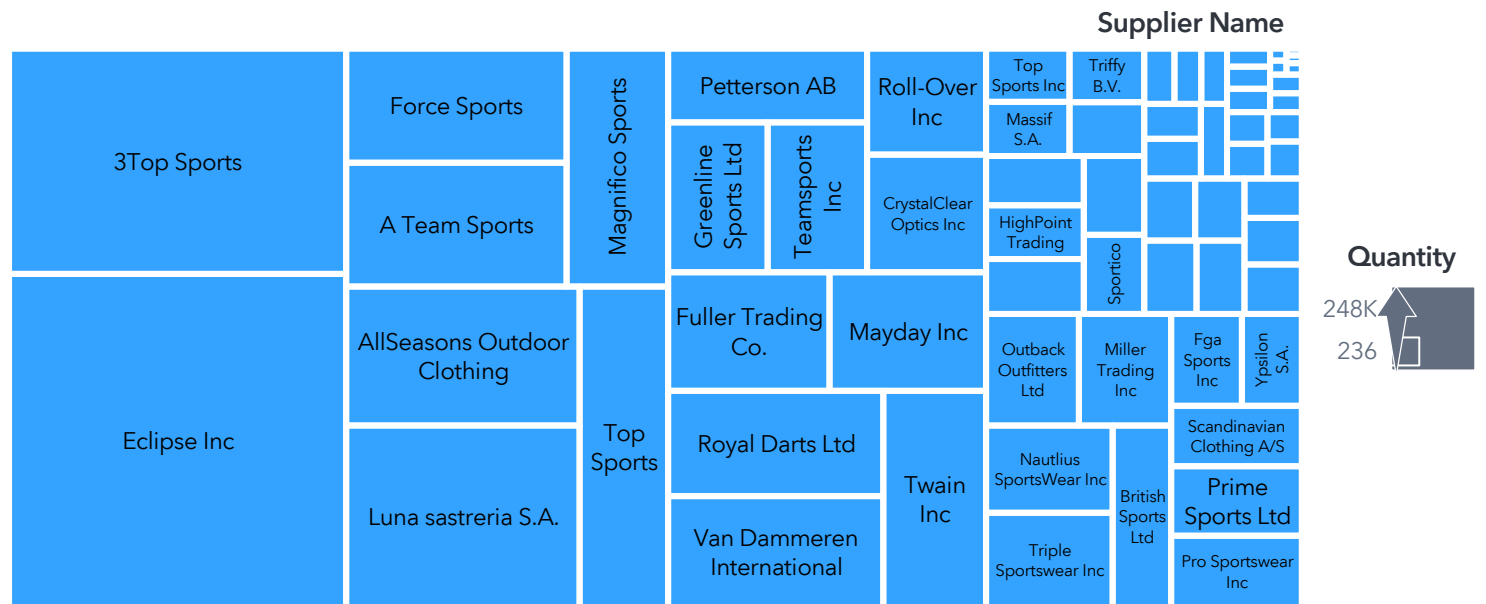 Supplier Name
3Top Sports
Eclipse Inc
Force Sports
A Team Sports
Magnifico Sports
AllSeasons Outdoor
Clothing
Luna sastreria S.A.
Top
Sports
Petterson AB
Greenline
Sports Ltd
Teamsports
Inc
Roll-Over
Inc
CrystalClear
Optics Inc
Fuller Trading
Co.
Mayday Inc
Royal Darts Ltd
Van Dammeren
International
Twain
Inc
Top
Sports Inc
Triffy
B.V.
Massif
S.A.
HighPoint
Trading
Sportico
Outback
Outfitters
Ltd
Miller
Trading
Inc
Fga
Sports
Inc
Ypsilon
S.A.
Nautlius
SportsWear Inc
Triple
Sportswear Inc
British
Sports
Ltd
Scandinavian
Clothing A/S
Prime
Sports Ltd
Pro Sportswear
Inc
Quantity
248K
236